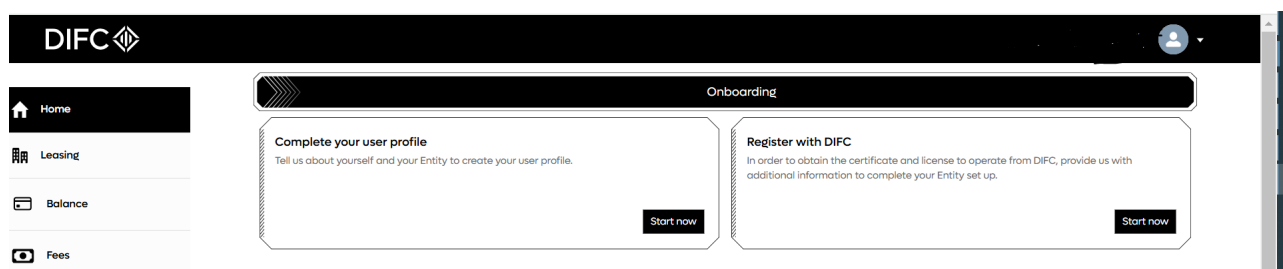 DIFC
Home
Leasing
Balance
Fees
Onboarding
Complete your user profile
Tell us about yourself and your Entity to create your user profile.
Start now
Register with DIFC
In order to obtain the certificate and license to operate from DIFC, provide us with
additional information to complete your Entity set up.
Start now